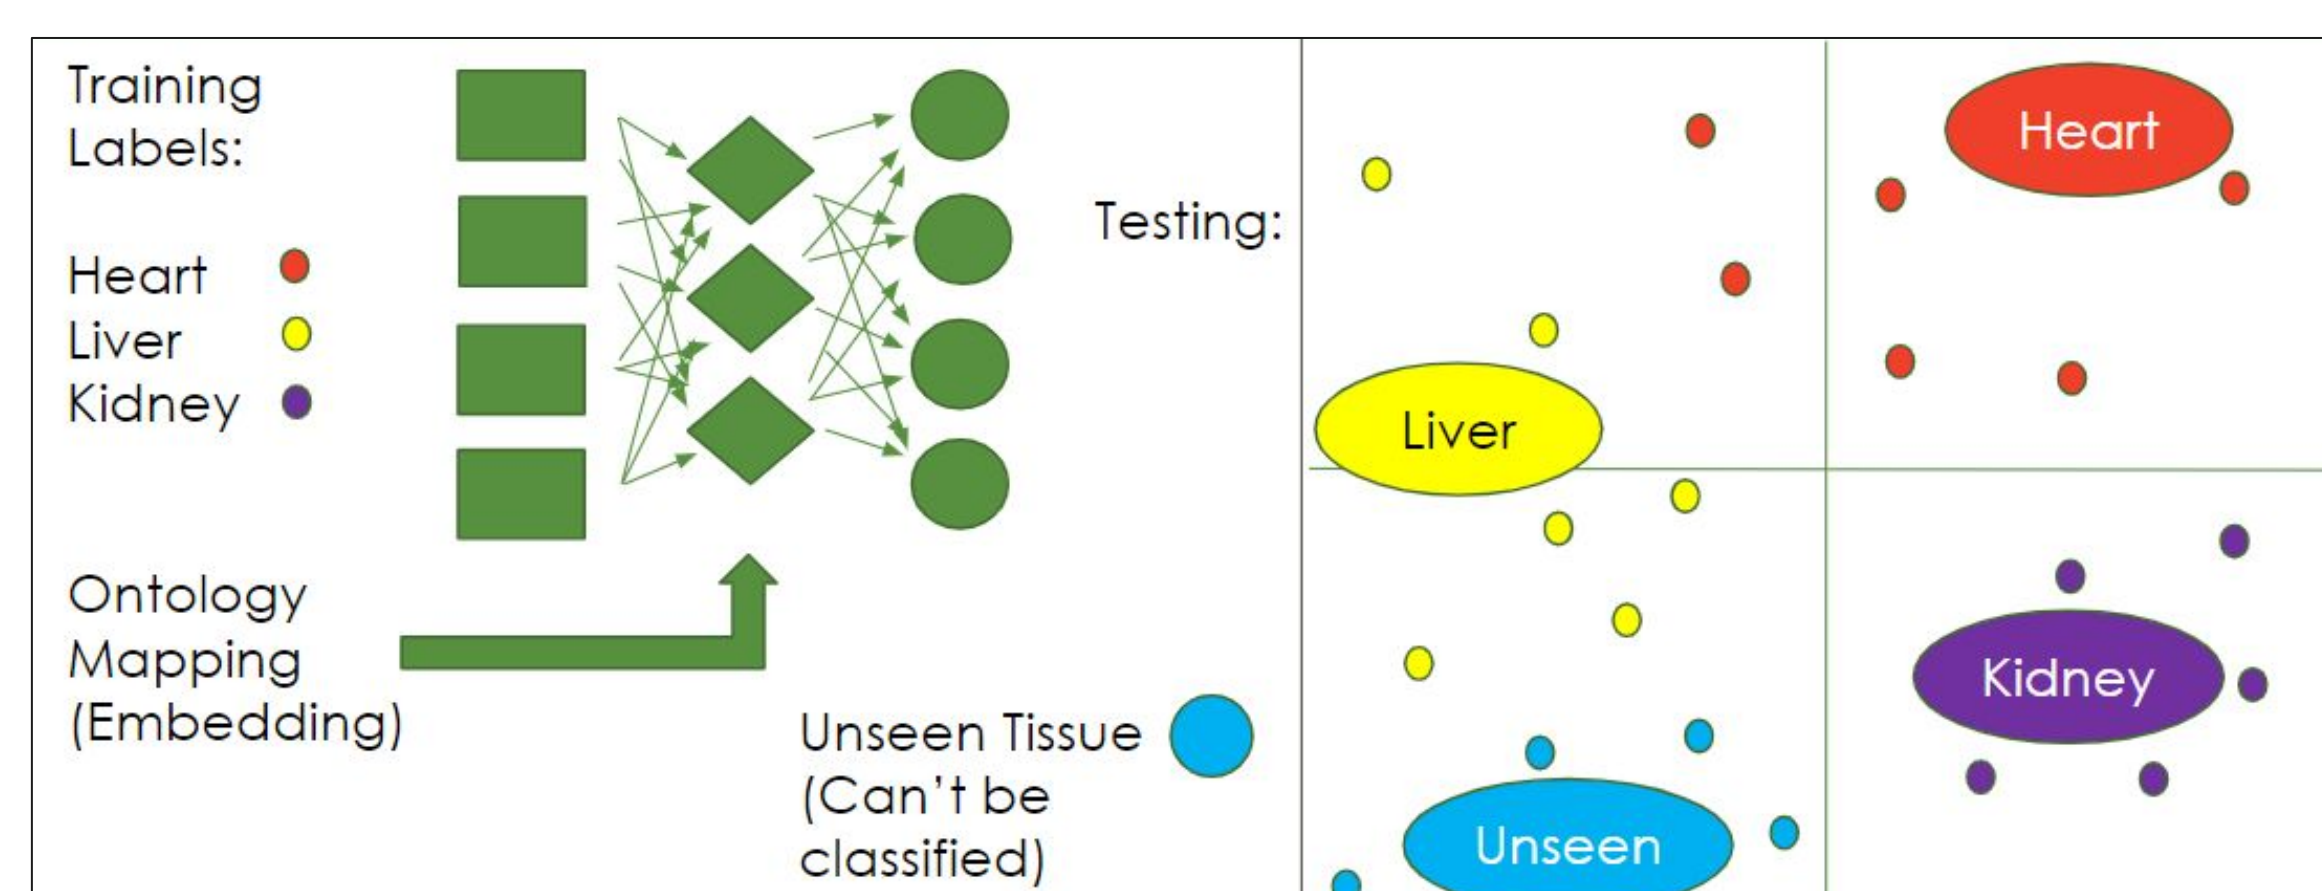 Training
Labels:
Heart
Liver
Kidney
Ontology
Mapping
(Embedding)
Unseen Tissue
(Can't be
classified)
Testing:
Heart
Liver
Kidney
Unseen